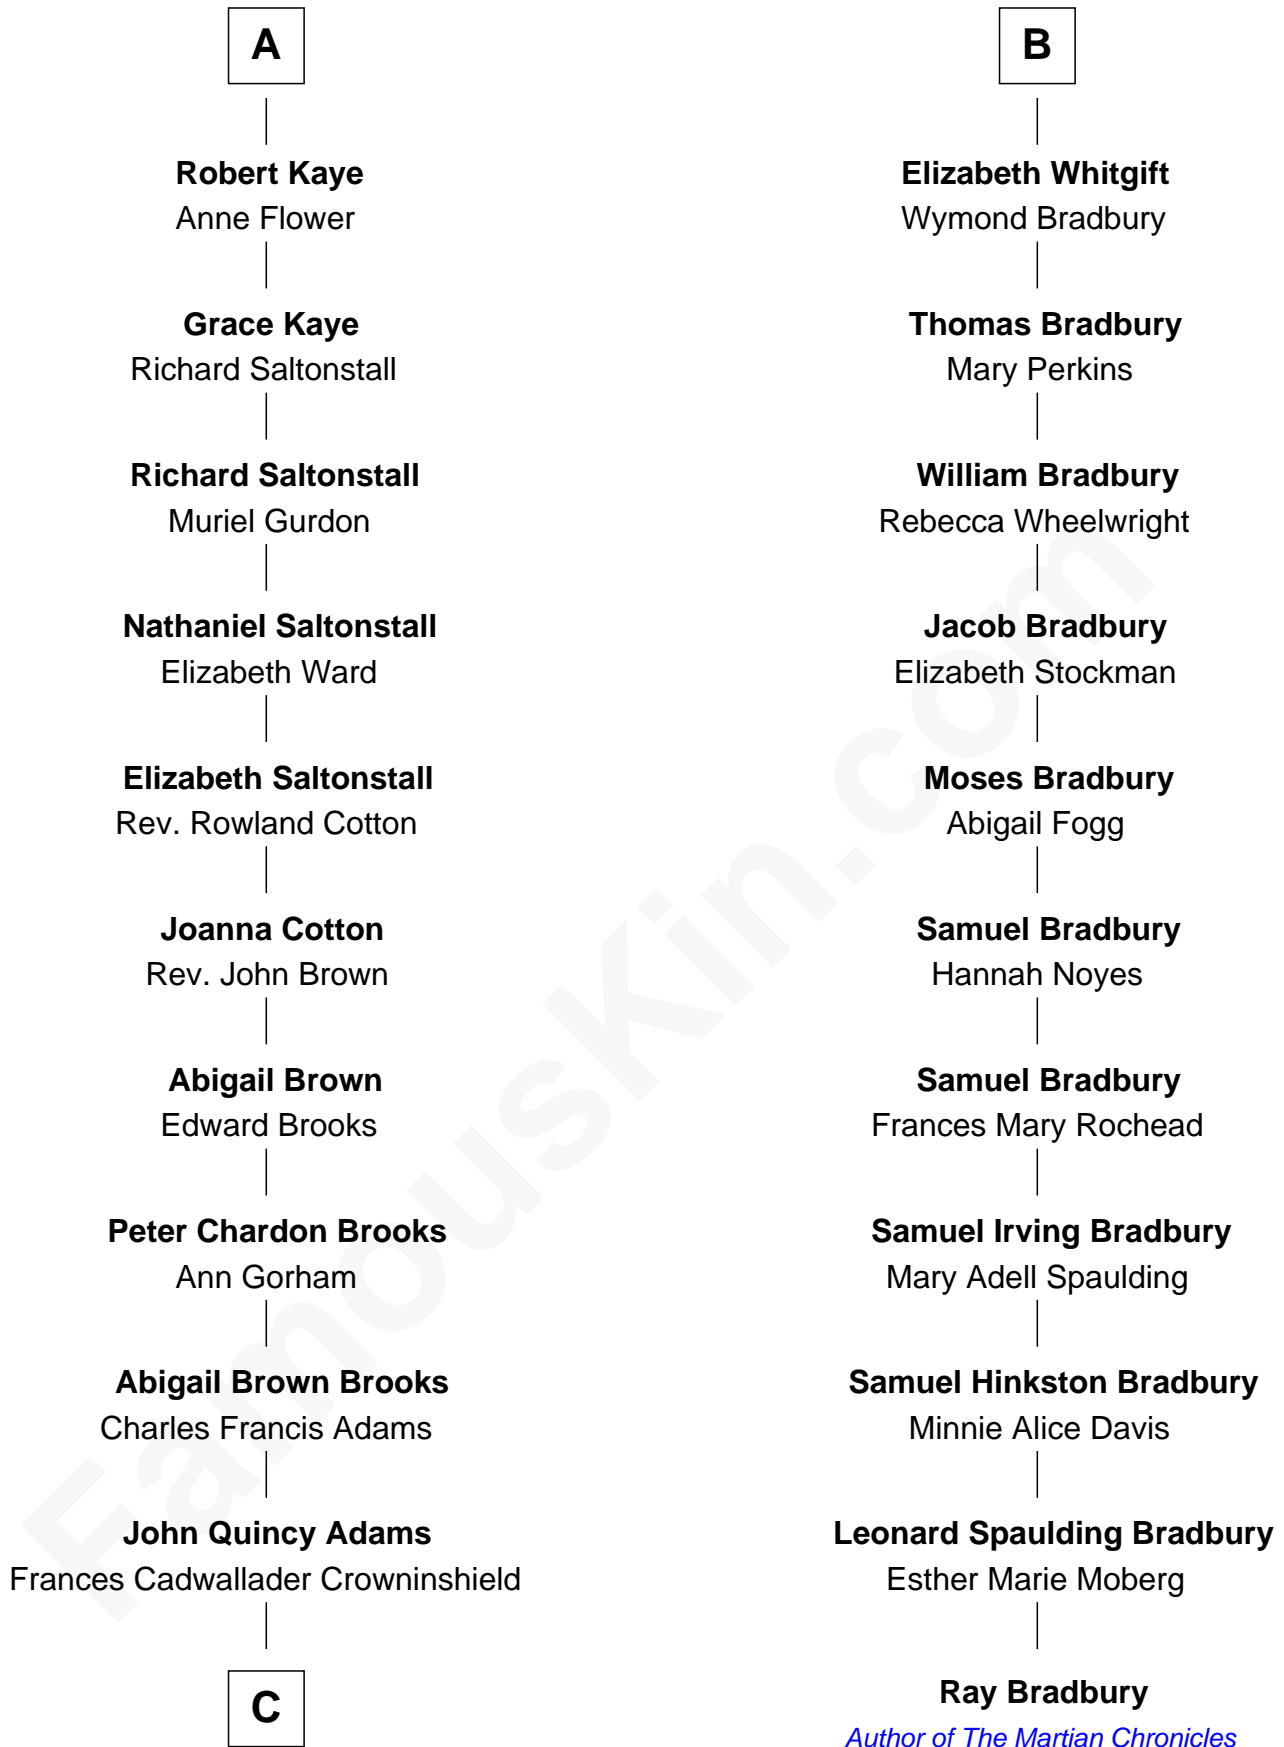 A
Robert Kaye
Anne Flower
Grace Kaye
Richard Saltonstall
Richard Saltonstall
Muriel Gurdon
Nathaniel Saltonstall
Elizabeth Ward
Elizabeth Saltonstall
Rev. Rowland Cotton
Joanna Cotton
Rev. John Brown
Abigail Brown
Edward Brooks
Peter Chardon Brooks
Ann Gorham
Abigail Brown Brooks
Charles Francis Adams
John Quincy Adams
Frances Cadwallader Crowninshield
C
B
Elizabeth Whitgift
Wymond Bradbury
Thomas Bradbury
Mary Perkins
William Bradbury
Rebecca Wheelwright
Jacob Bradbury
Elizabeth Stockman
Moses Bradbury
Abigail Fogg
Samuel Bradbury
Hannah Noyes
Samuel Bradbury
Frances Mary Rochead
Samuel Irving Bradbury
Mary Adell Spaulding
Samuel Hinkston Bradbury
Minnie Alice Davis
Leonard Spaulding Bradbury
Esther Marie Moberg
Ray Bradbury
Author of The Martian Chronicles
FamousKin.com